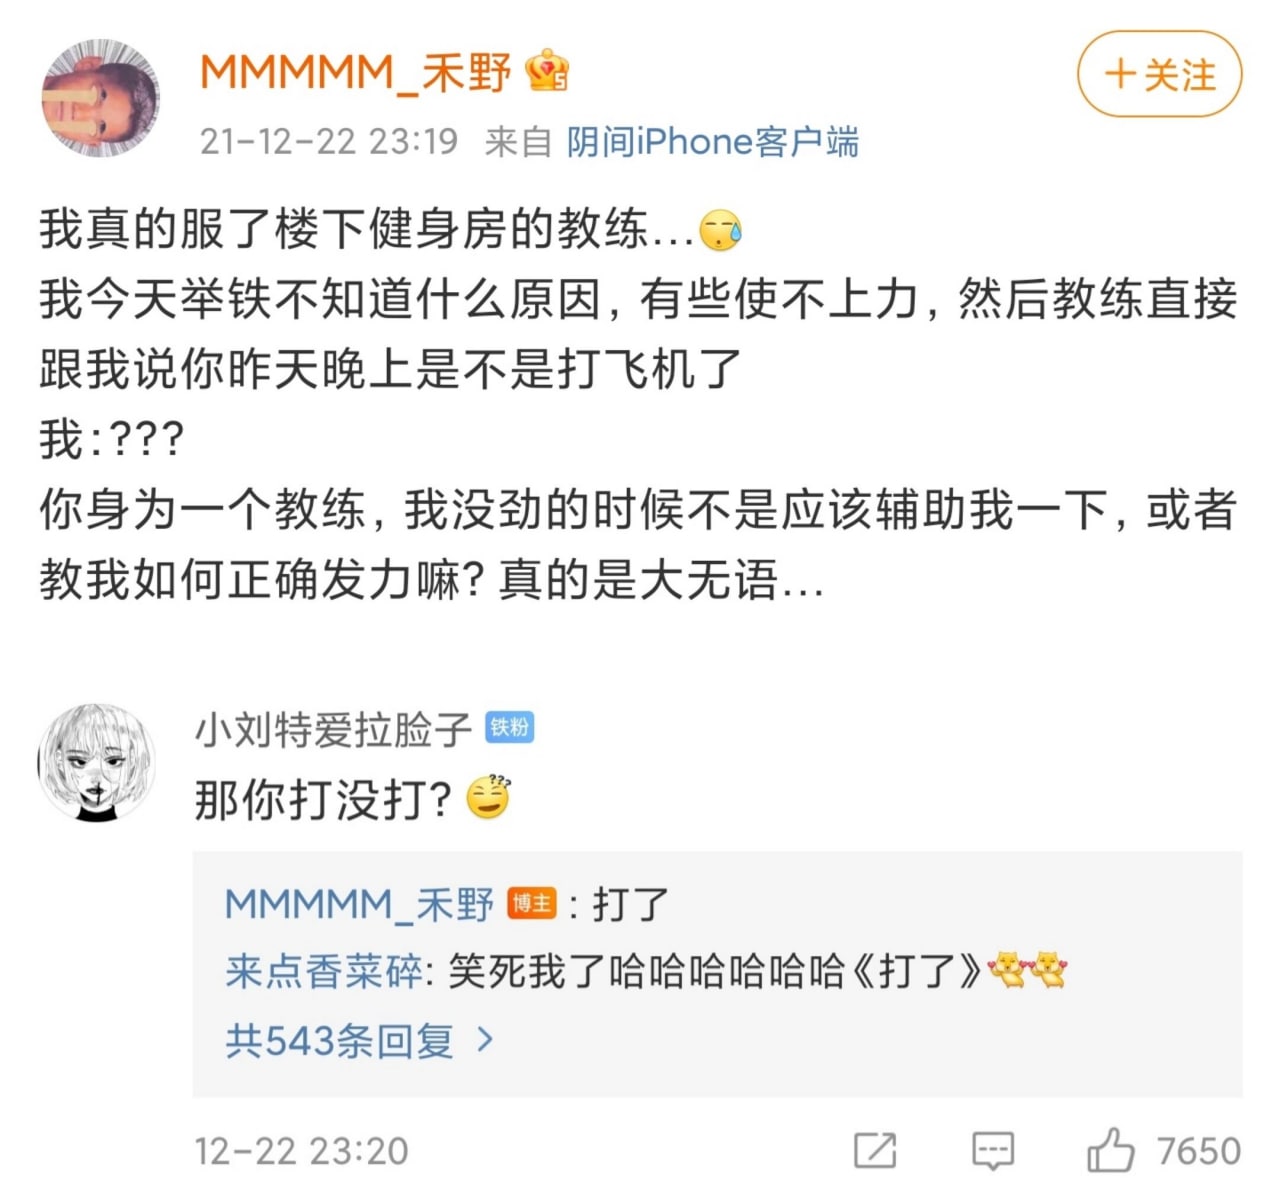 MMMMM_禾野
+关注
21-12-22 23:19 来自 阴间iPhone客户端
我真的服了楼下健身房的教练...
我今天举铁不知道什么原因，有些使不上力，然后教练直接
跟我说你昨天晚上是不是打飞机了
我:???
你身为一个教练，我没劲的时候不是应该辅助我一下，或者
教我如何正确发力嘛？真的是大无语...
小刘特爱拉脸子 铁粉
那你打没打？
MMMMM_禾野 博主 : 打了
来点香菜碎: 笑死我了哈哈哈哈哈哈《打了》
共543条回复 >
12-22 23:20
7650